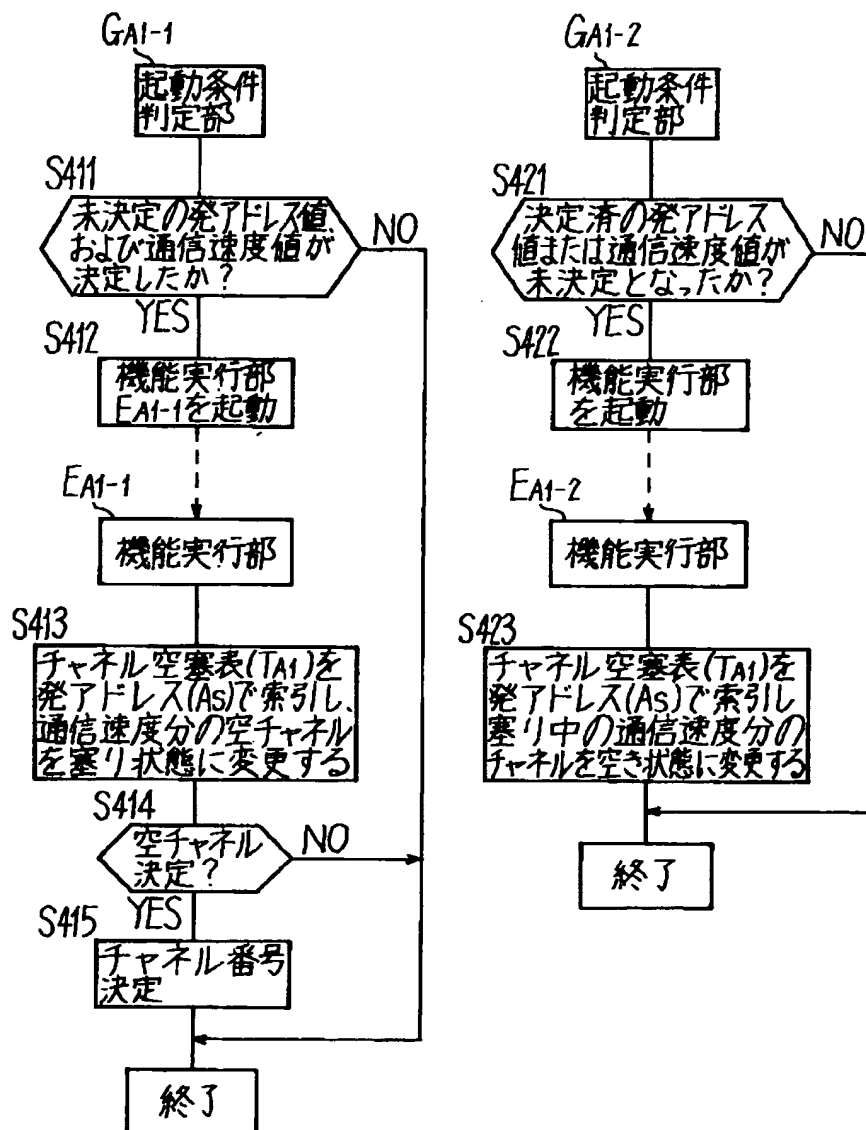 GA1-1
起動条件
判定部
S411
未決定の発アドレス値、
および通信速度値が
決定したか?
NO
YES
S412
機能実行部
EA1-1を起動
EA1-1
機能実行部
S413
チャネル空塞表(TA1)を
発アドレス(As)で索引し、
通信速度分の空チャネル
を塞り状態に変更する
S414
空チャネル
決定?
NO
YES
S415
チャネル番号
決定
終了
GA1-2
起動条件
判定部
S421
決定済の発アドレス
値または通信速度値が
未決定となったか?
NO
YES
S422
機能実行部
を起動
EA1-2
機能実行部
S423
チャネル空塞表(TA1)を
発アドレス(As)で索引し
塞り中の通信速度分の
チャネルを空き状態に変更する
終了